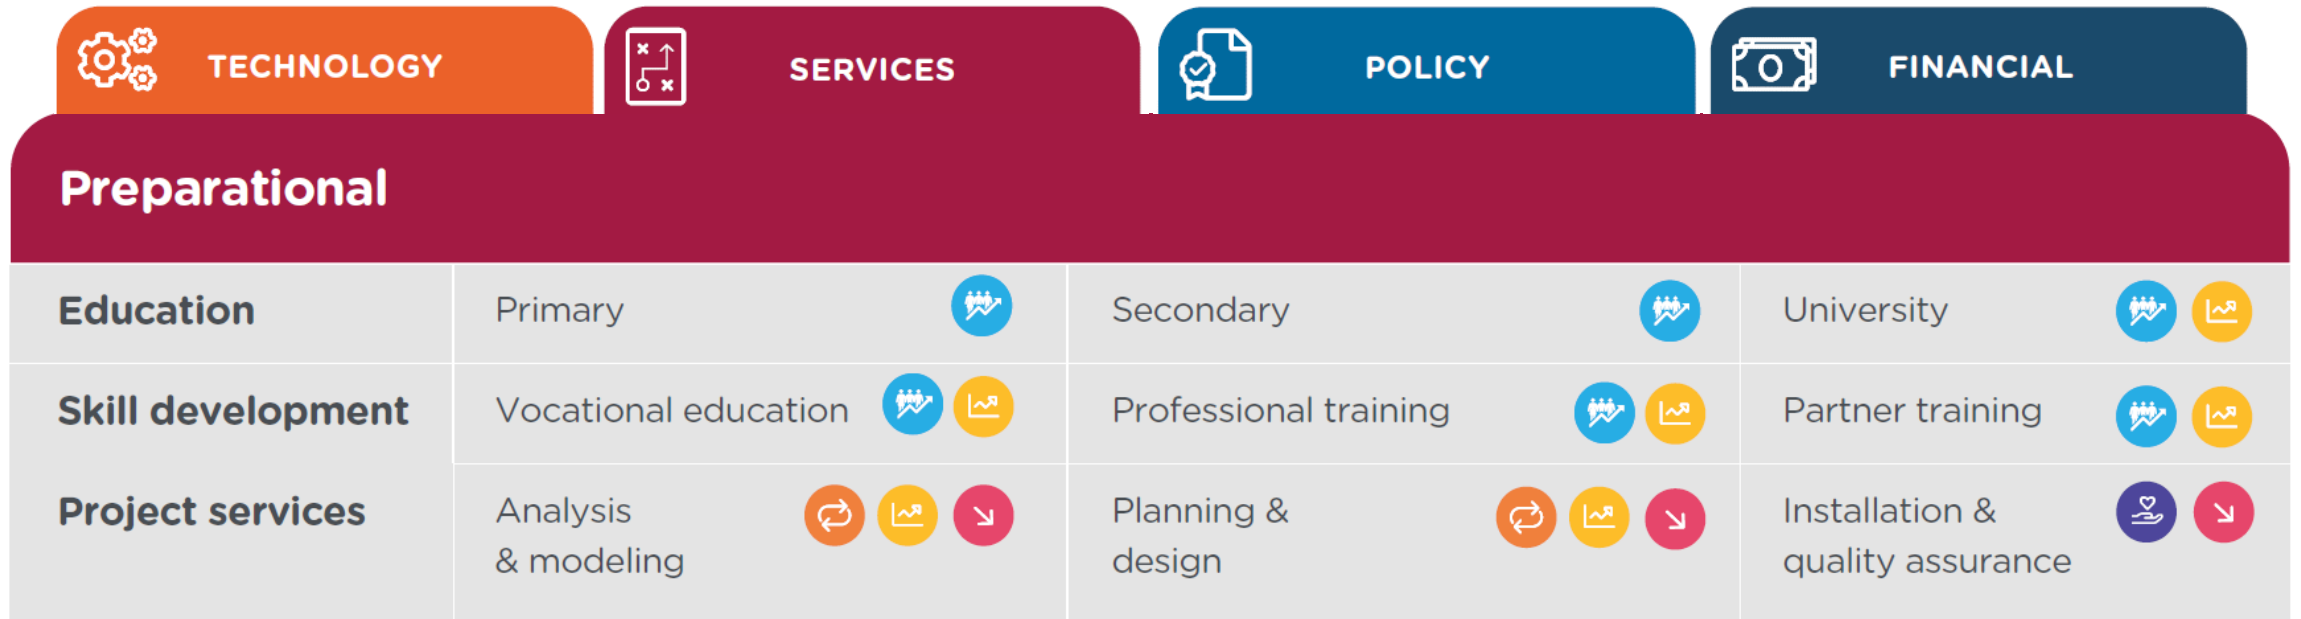 TECHNOLOGY
SERVICES
POLICY
FINANCIAL
Preparational
Education
Primary
Secondary
University
Skill development
Vocational education
Professional training
Partner training
Project services
Analysis
& modeling
Planning &
design
Installation &
quality assurance